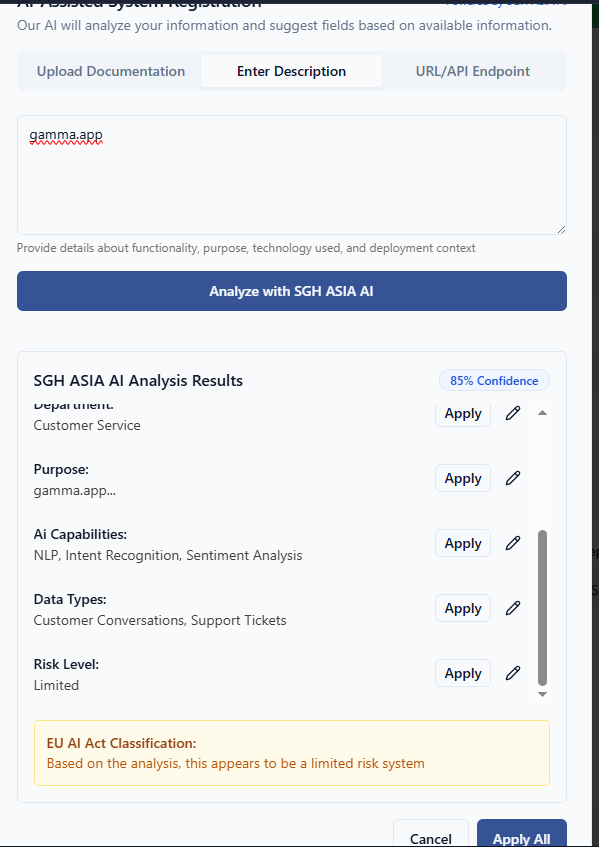 AI-Assisted System Registration
Our AI will analyze your information and suggest fields based on available information.
Upload Documentation
Enter Description
URL/API Endpoint
gamma.app
Provide details about functionality, purpose, technology used, and deployment context
Analyze with SGH ASIA AI
SGH ASIA AI Analysis Results
85% Confidence
Department:
Customer Service
Apply
Purpose:
gamma.app...
Apply
Ai Capabilities:
NLP, Intent Recognition, Sentiment Analysis
Apply
Data Types:
Customer Conversations, Support Tickets
Apply
Risk Level:
Limited
Apply
EU AI Act Classification:
Based on the analysis, this appears to be a limited risk system
Cancel
Apply All